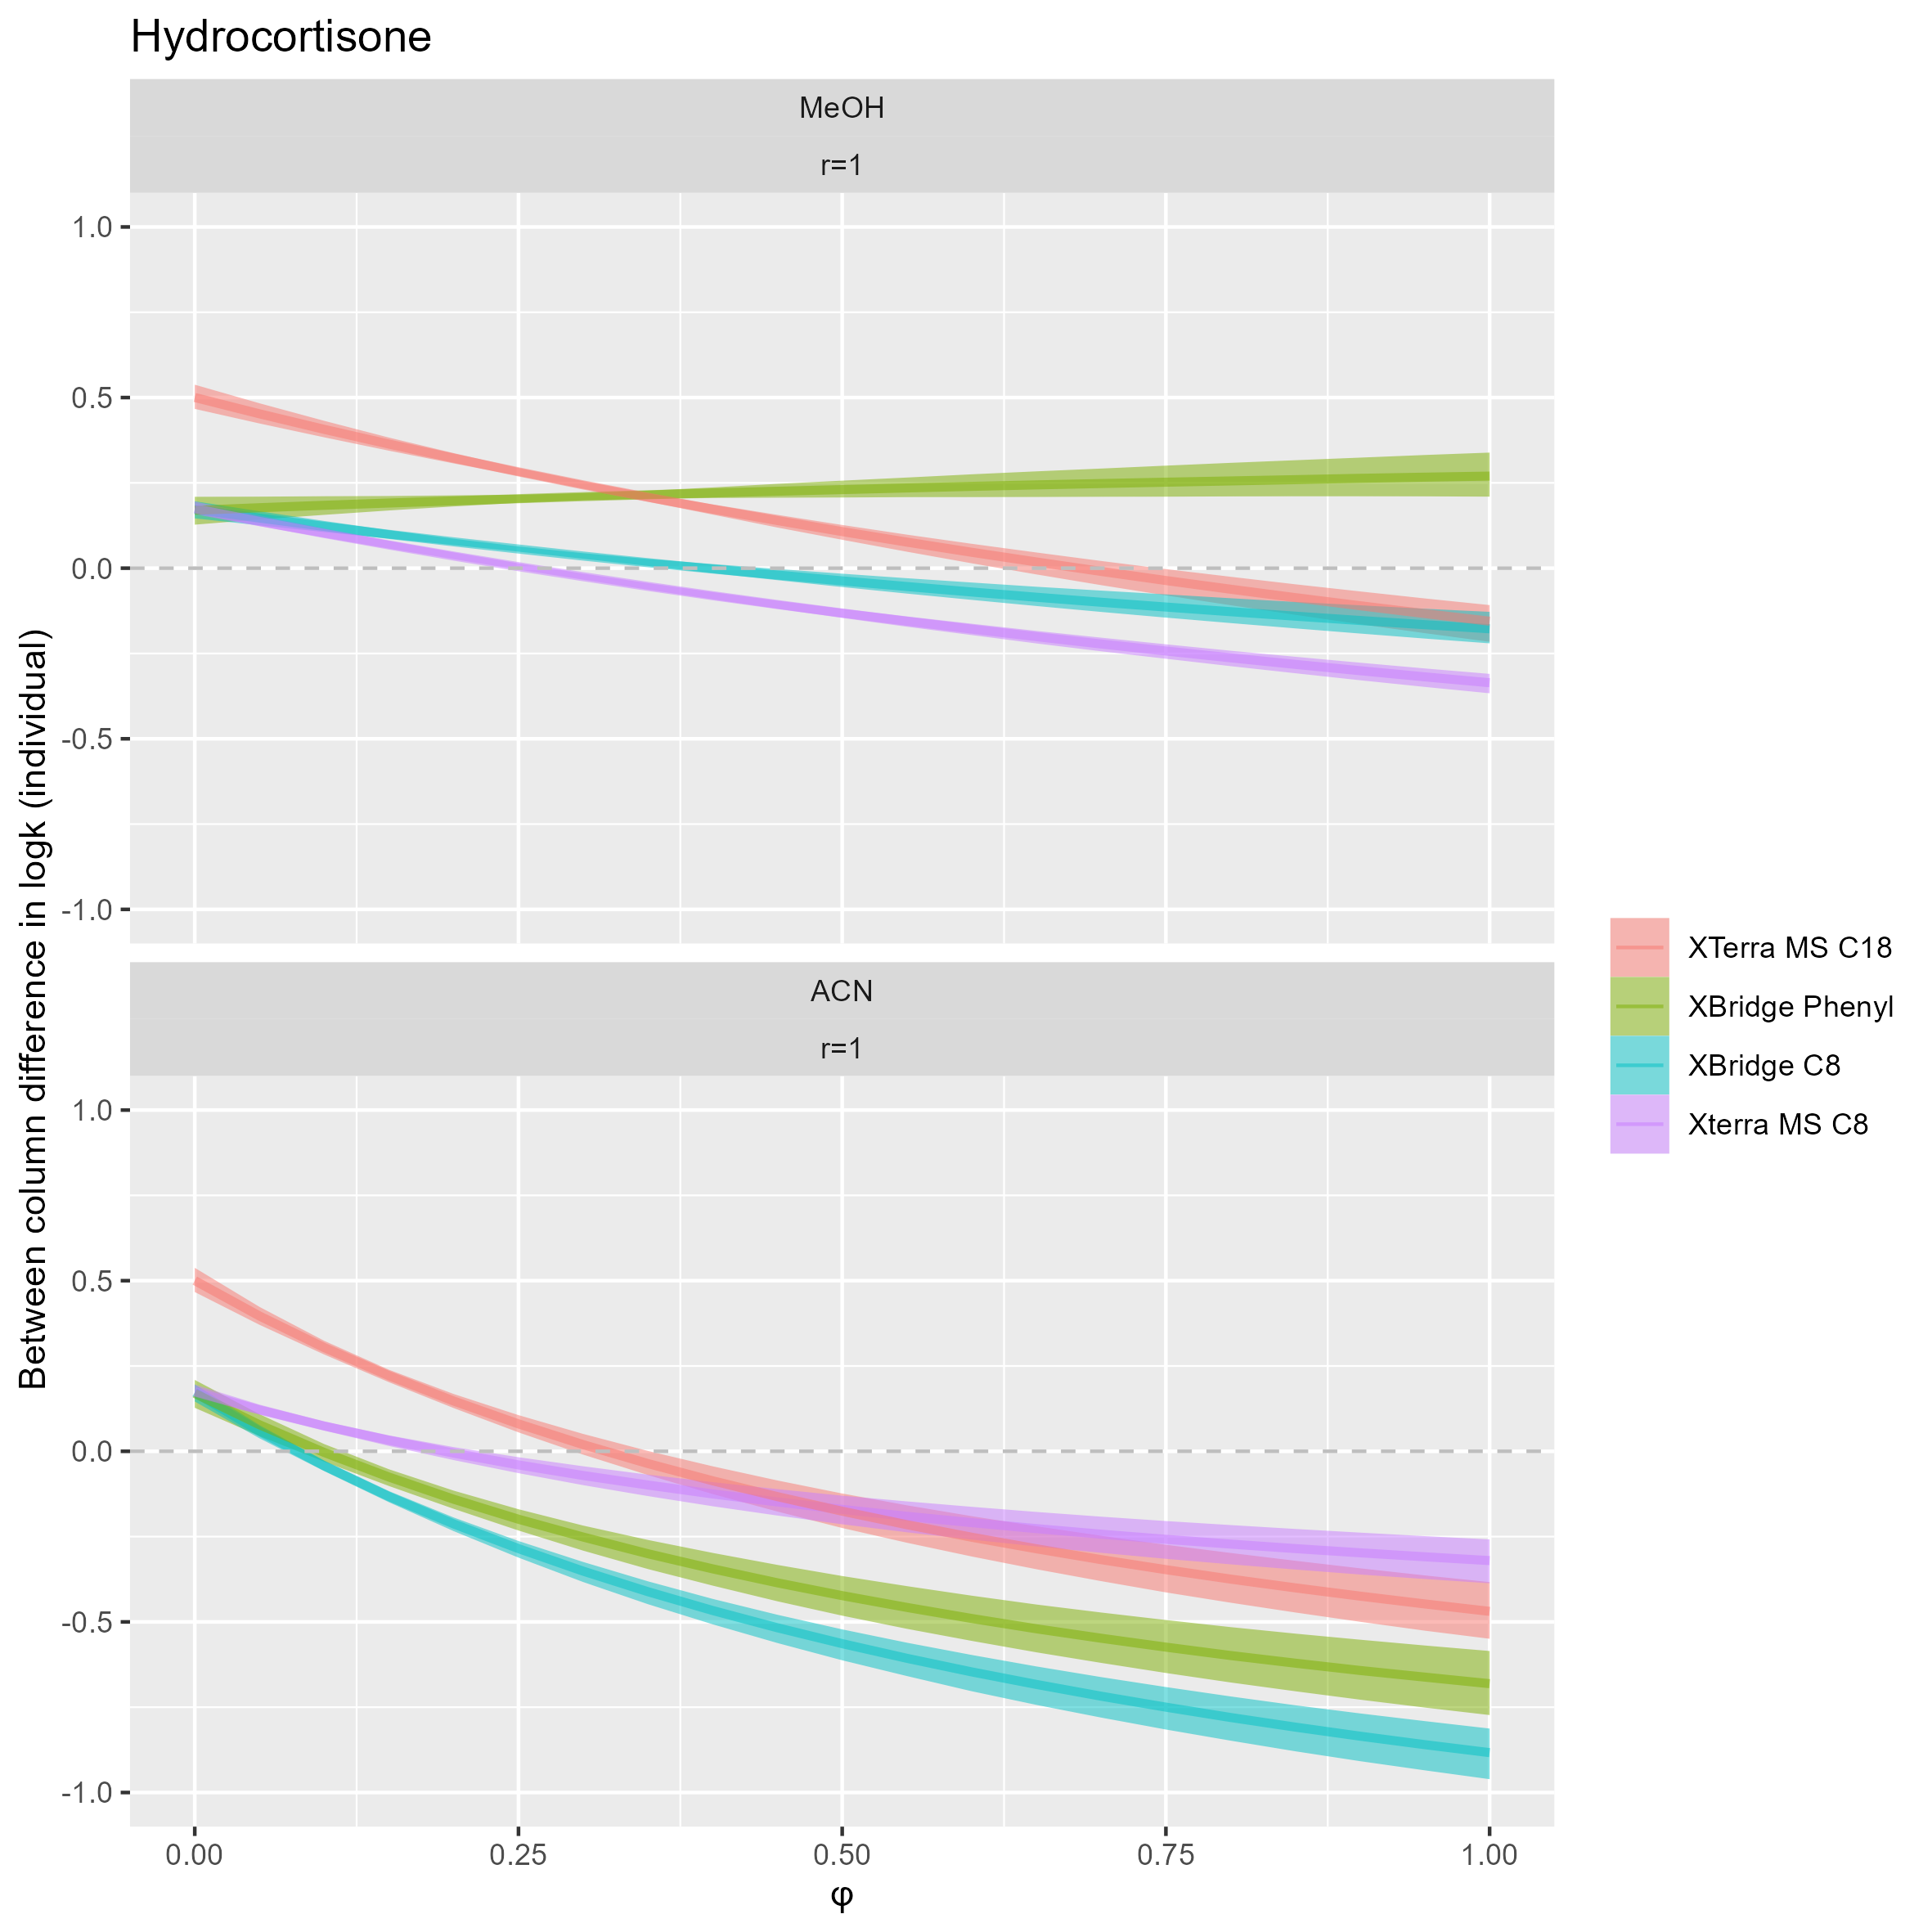 Hydrocortisone
MeOH
r=1
1.0
0.5
0.0
-0.5
-1.0
ACN
r=1
1.0
0.5
0.0
-0.5
-1.0
0.00 0.25 0.50 0.75 1.00
φ
Between column difference in logk (individual)
XTerra MS C18
XBridge Phenyl
XBridge C8
Xterra MS C8